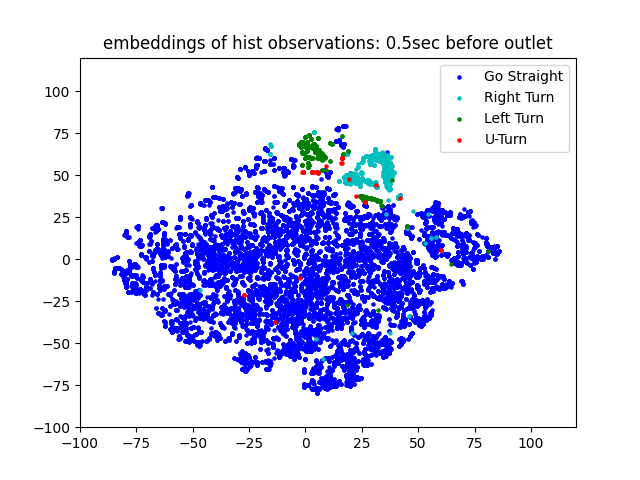 embeddings of hist observations: 0.5sec before outlet
Go Straight
Right Turn
Left Turn
U-Turn
100
75
50
25
0
−25
−50
−75
−100
−100 −75 −50 −25 0 25 50 75 100